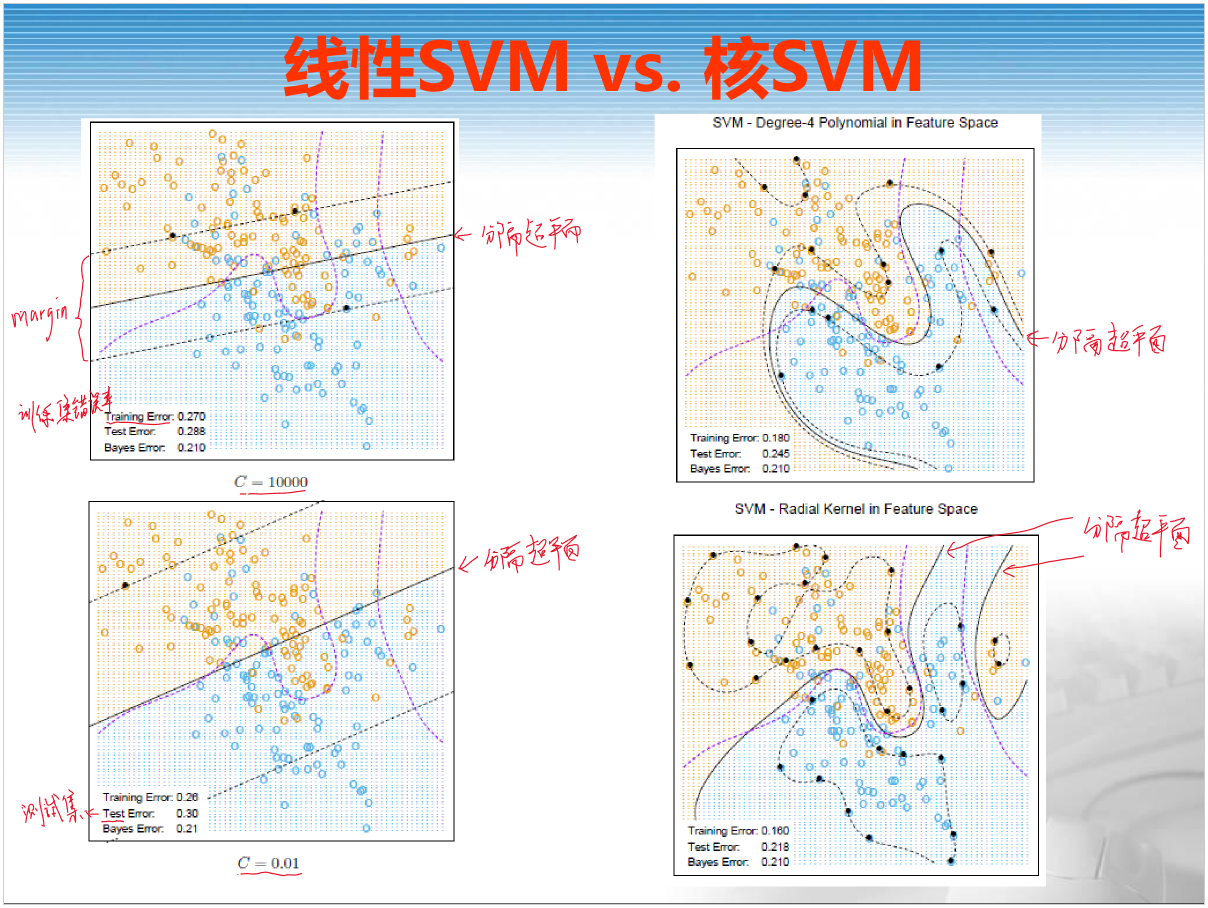 线性SVM vs. 核SVM
分隔超平面
margin
训练集错误率
Training Error: 0.270
Test Error: 0.288
Bayes Error: 0.210
C = 10000
SVM - Degree-4 Polynomial in Feature Space
分隔超平面
Training Error: 0.180
Test Error: 0.245
Bayes Error: 0.210
分隔超平面
测试集
Training Error: 0.26
Test Error: 0.30
Bayes Error: 0.21
C = 0.01
SVM - Radial Kernel in Feature Space
分隔超平面
Training Error: 0.160
Test Error: 0.218
Bayes Error: 0.210